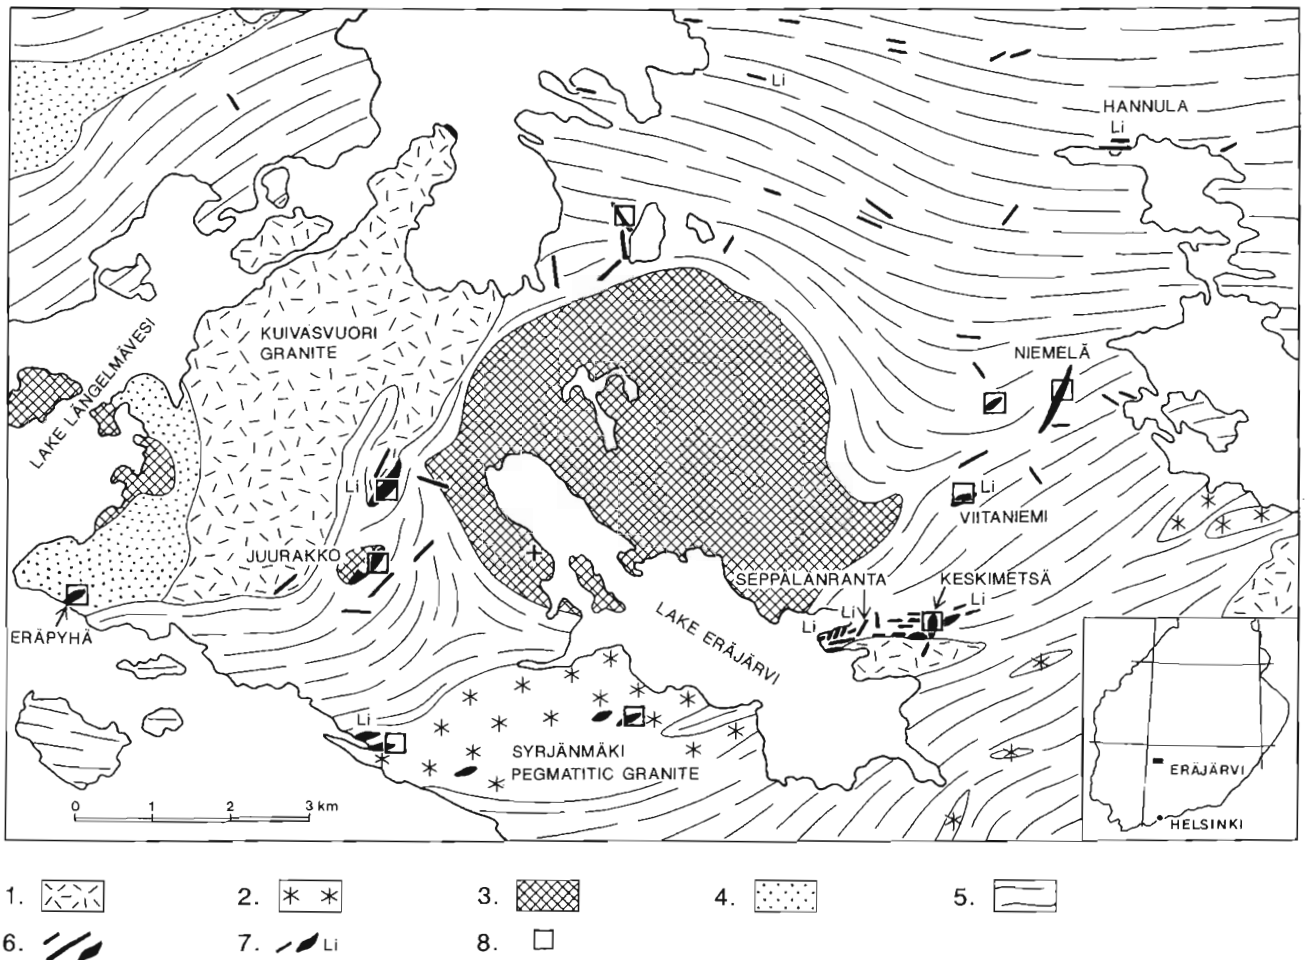 Li
HANNULA
Li
KUIVASVUORI
GRANITE
LAKE LÄNGELMÄVESI
NIEMELÄ
Li
Li
VIITANIEMI
JUURAKKO
SEPPÄLÄNRANTA
KESKIMETSÄ
Li
Li
Li
ERÄPYHÄ
LAKE ERÄJÄRVI
Li
SYRJÄNMÄKI
PEGMATITIC GRANITE
0 1 2 3 km
ERÄJÄRVI
HELSINKI
1. 2. 3. 4. 5.
6. 7. Li 8.